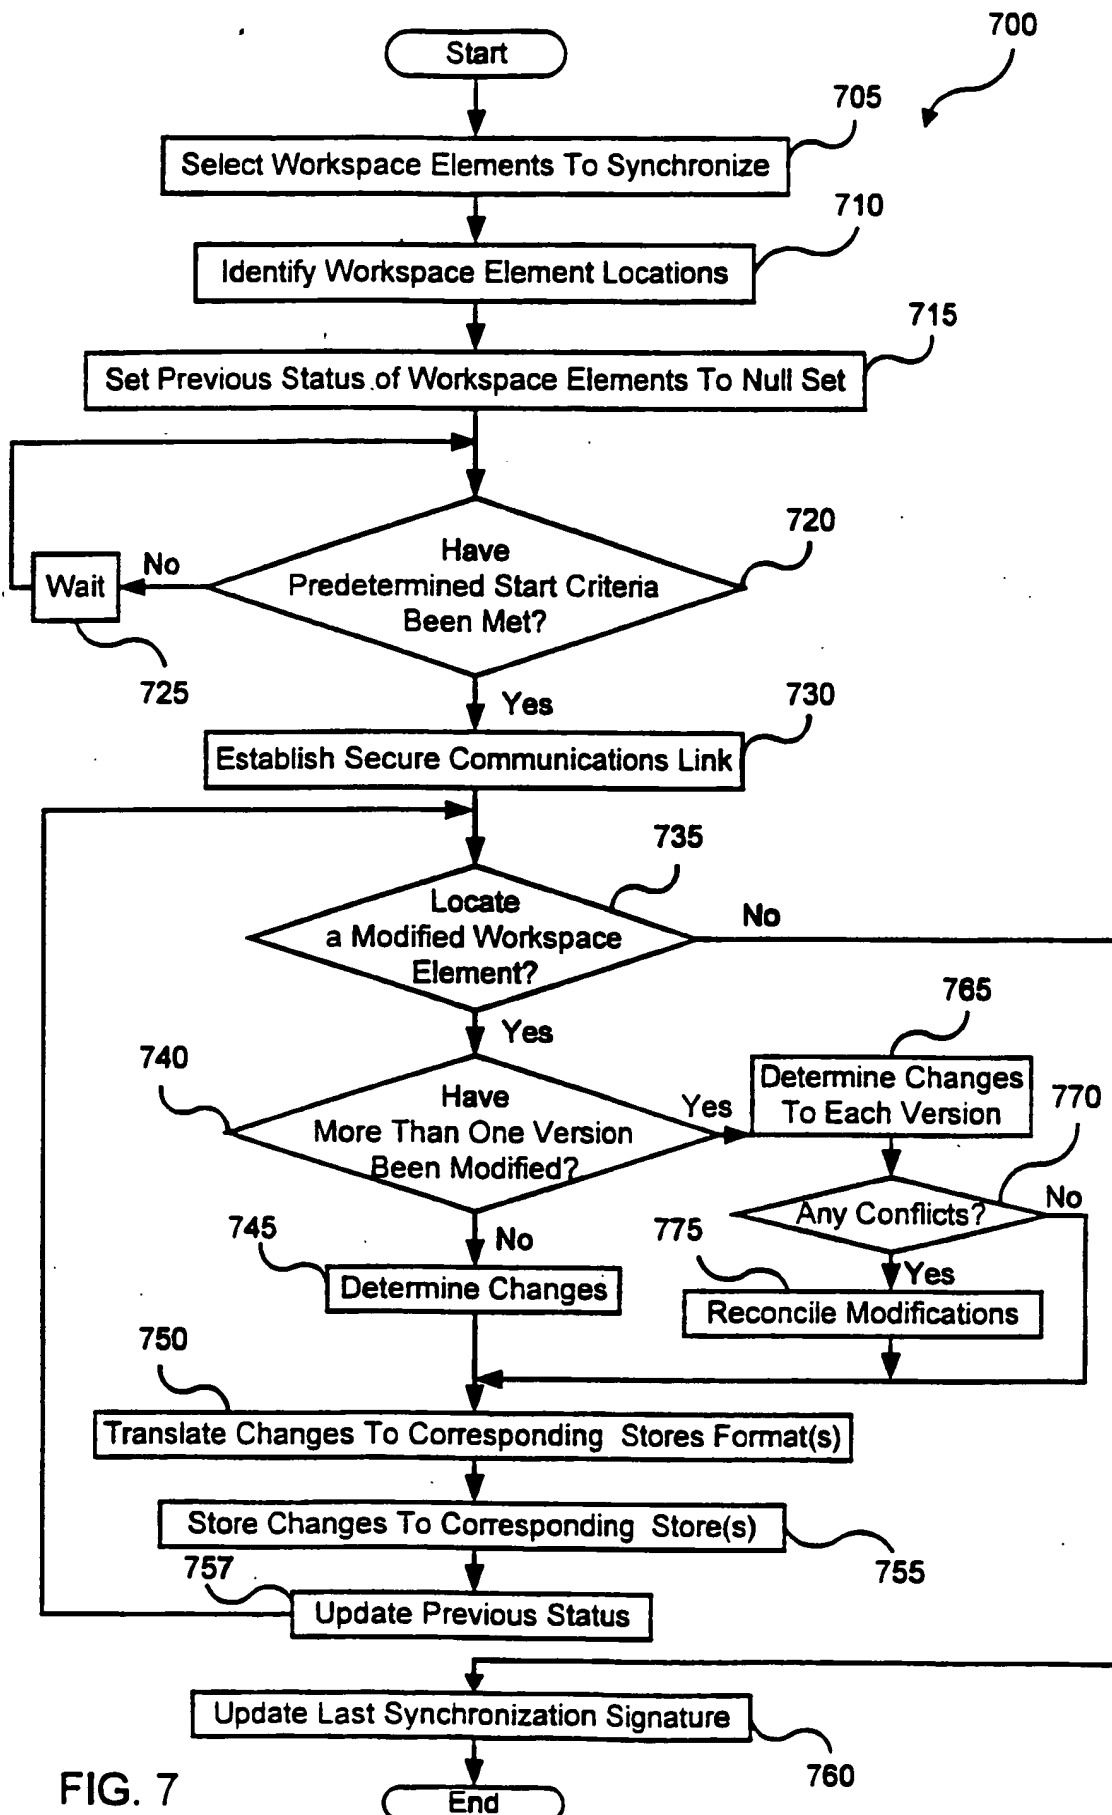 Start
700
705
Select Workspace Elements To Synchronize
710
Identify Workspace Element Locations
715
Set Previous Status of Workspace Elements To Null Set
720
Have
Predetermined Start Criteria
Been Met?
No
Wait
725
Yes
730
Establish Secure Communications Link
735
Locate
a Modified Workspace
Element?
No
Yes
765
740
Have
More Than One Version
Been Modified?
Yes
Determine Changes
To Each Version
770
Any Conflicts?
No
745
No
775
Yes
Determine Changes
Reconcile Modifications
750
Translate Changes To Corresponding Stores Format(s)
Store Changes To Corresponding Store(s)
755
757
Update Previous Status
Update Last Synchronization Signature
760
FIG. 7
End